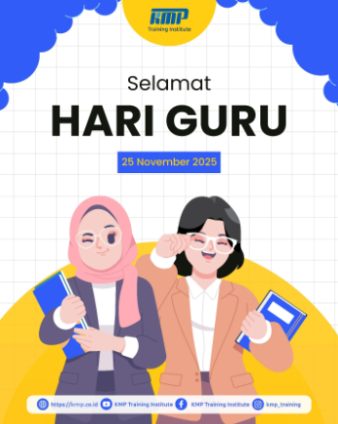 KMP
Training Institute
Selamat
HARI GURU
25 November 2025
https://kmp.co.id KMP Training Institute KMP Training Institute kmp_training